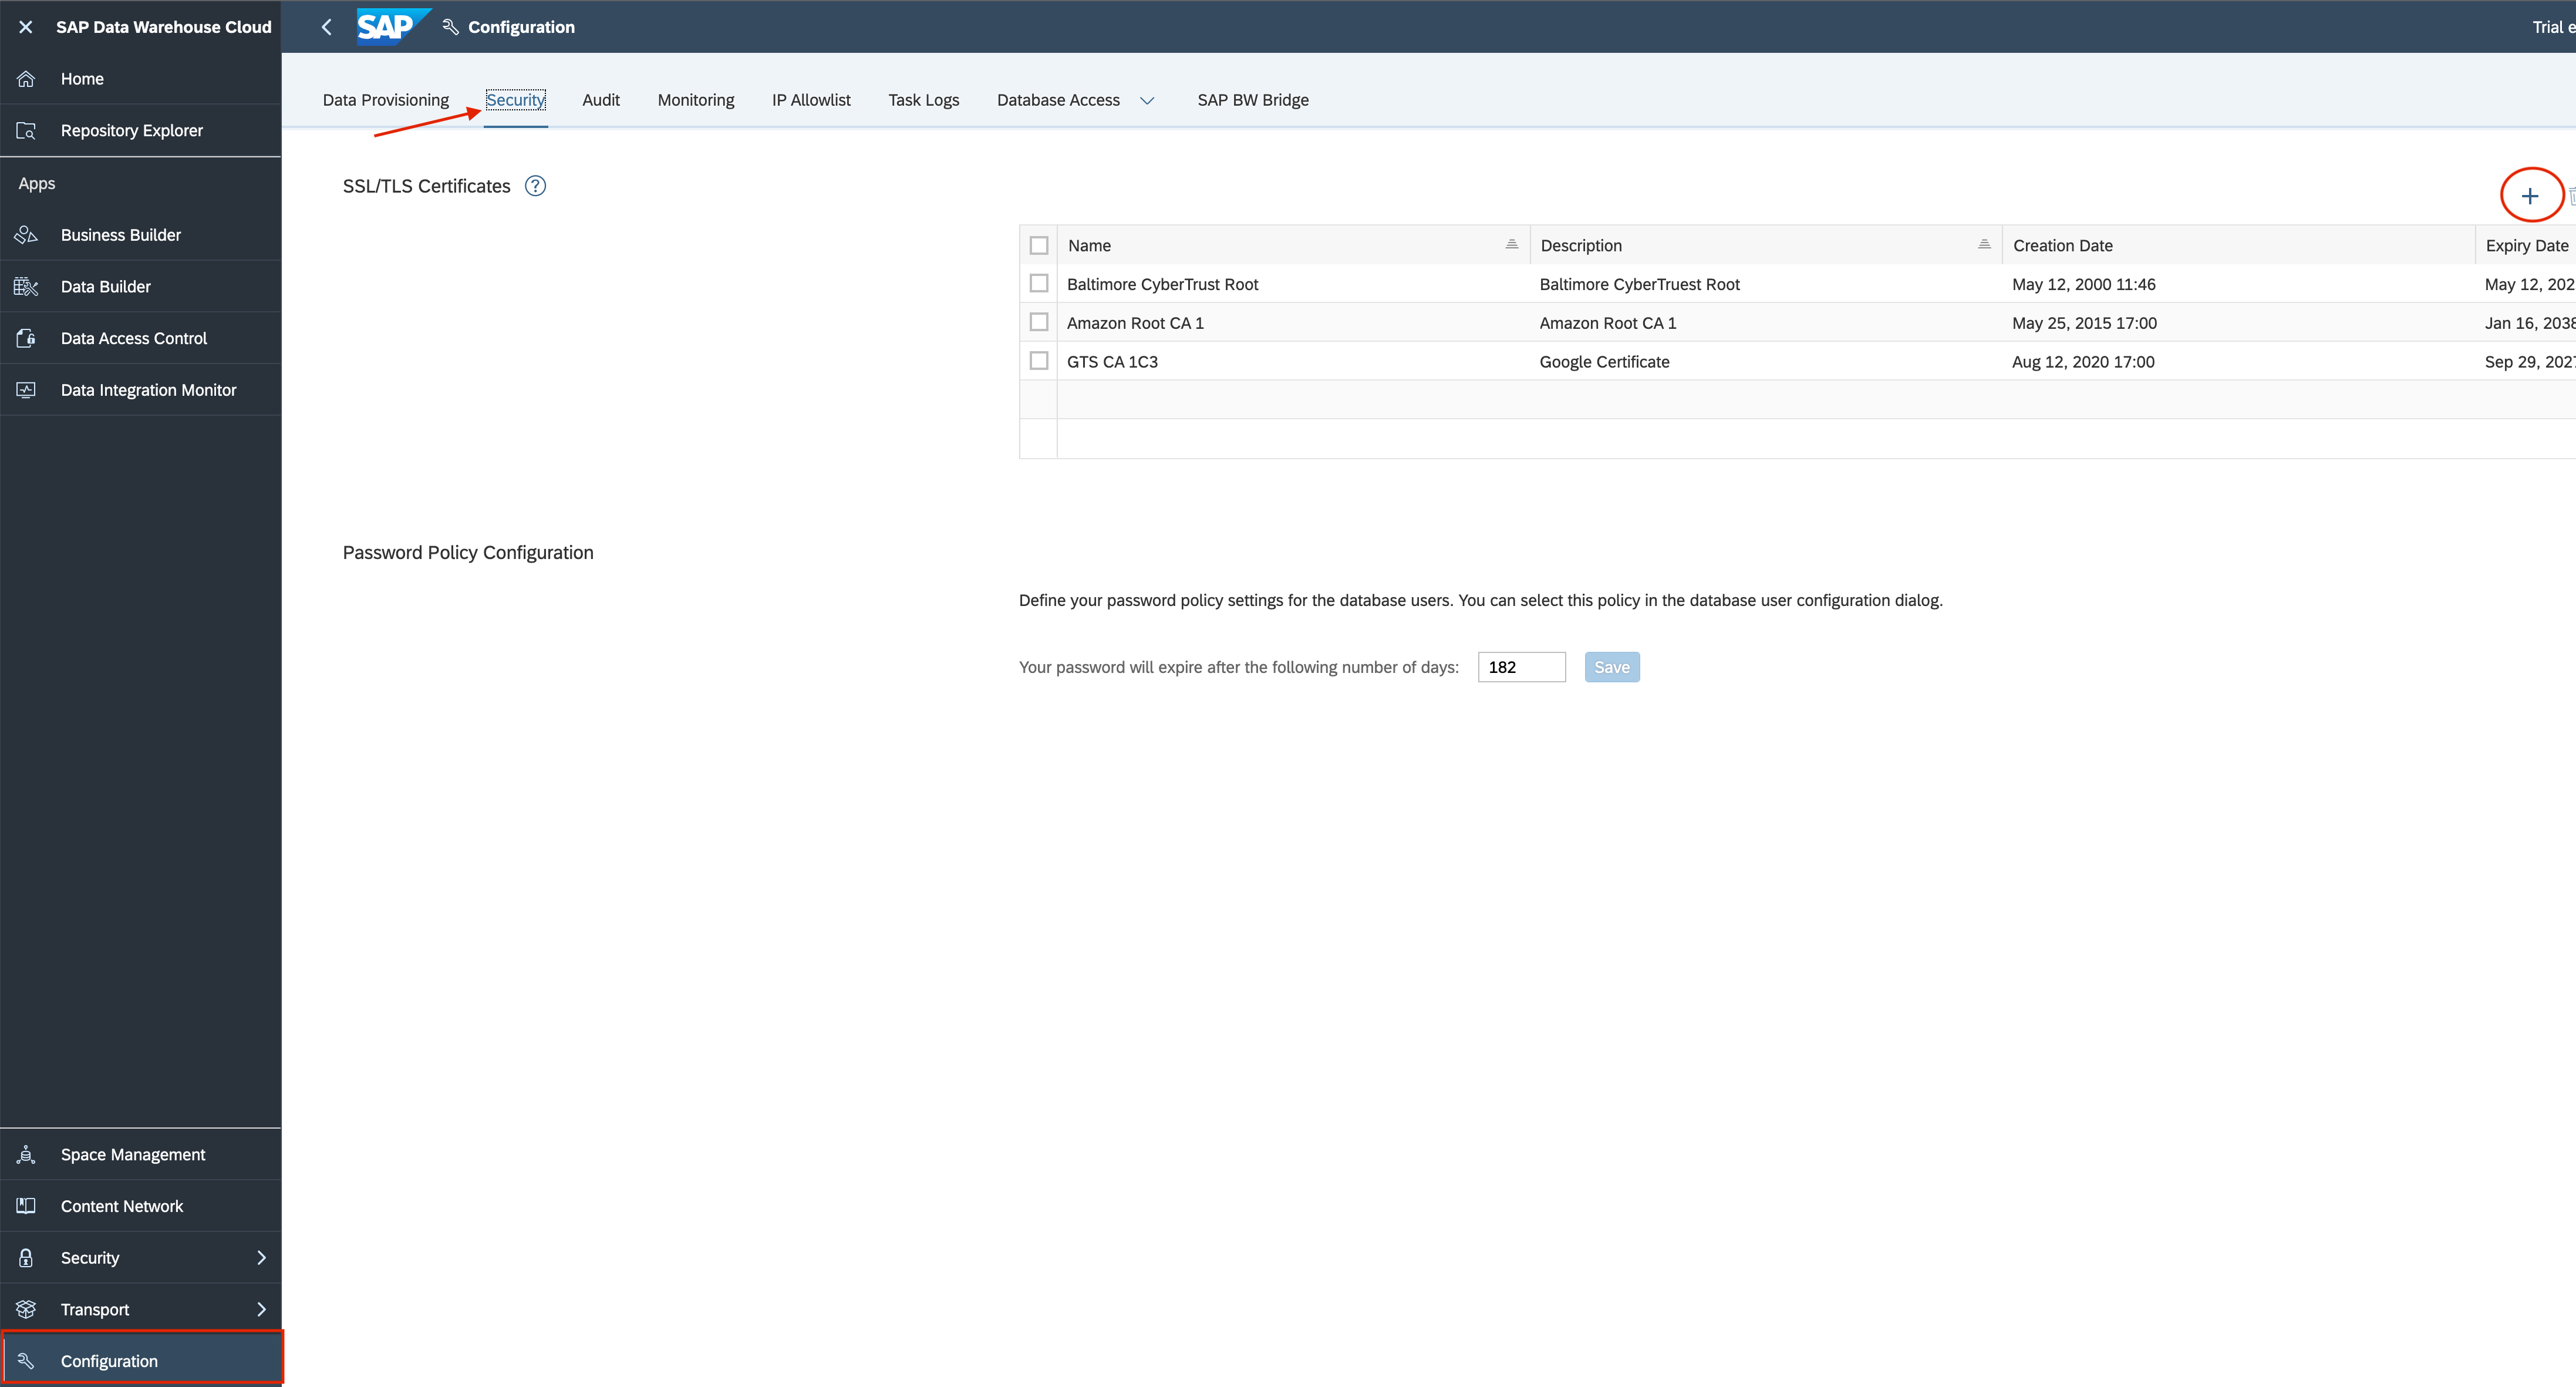 SAP Data Warehouse Cloud
SAP Configuration
Trial e
Home
Repository Explorer
Apps
Business Builder
Data Builder
Data Access Control
Data Integration Monitor
Space Management
Content Network
Security
Transport
Configuration
Data Provisioning Security Audit Monitoring IP Allowlist Task Logs Database Access SAP BW Bridge
SSL/TLS Certificates ?
Name Description Creation Date Expiry Date
Baltimore CyberTrust Root Baltimore CyberTruest Root May 12, 2000 11:46 May 12, 202
Amazon Root CA 1 Amazon Root CA 1 May 25, 2015 17:00 Jan 16, 2038
GTS CA 1C3 Google Certificate Aug 12, 2020 17:00 Sep 29, 2027
Password Policy Configuration
Define your password policy settings for the database users. You can select this policy in the database user configuration dialog.
Your password will expire after the following number of days: 182 Save